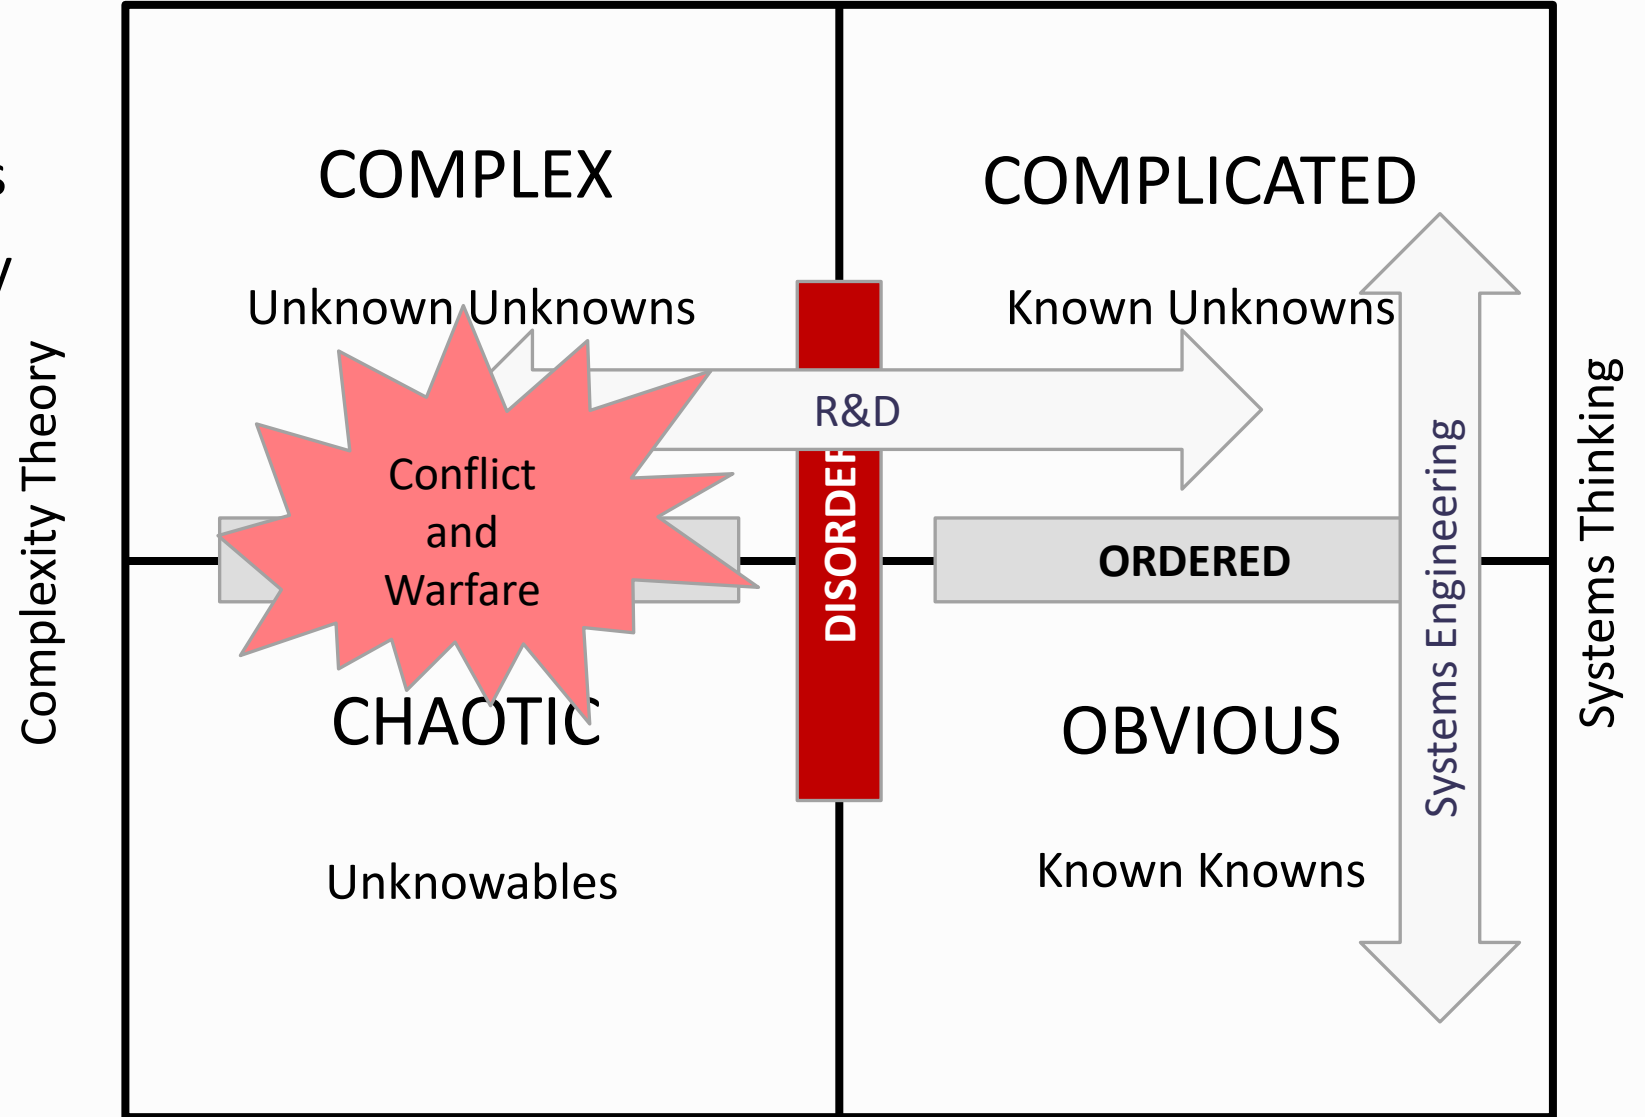 COMPLEX
COMPLICATED
Unknown Unknowns
Known Unknowns
R&D
Conflict
and
Warfare
DISORDER
ORDERED
CHAOTIC
OBVIOUS
Unknowables
Known Knowns
Complexity Theory
Systems Engineering
Systems Thinking